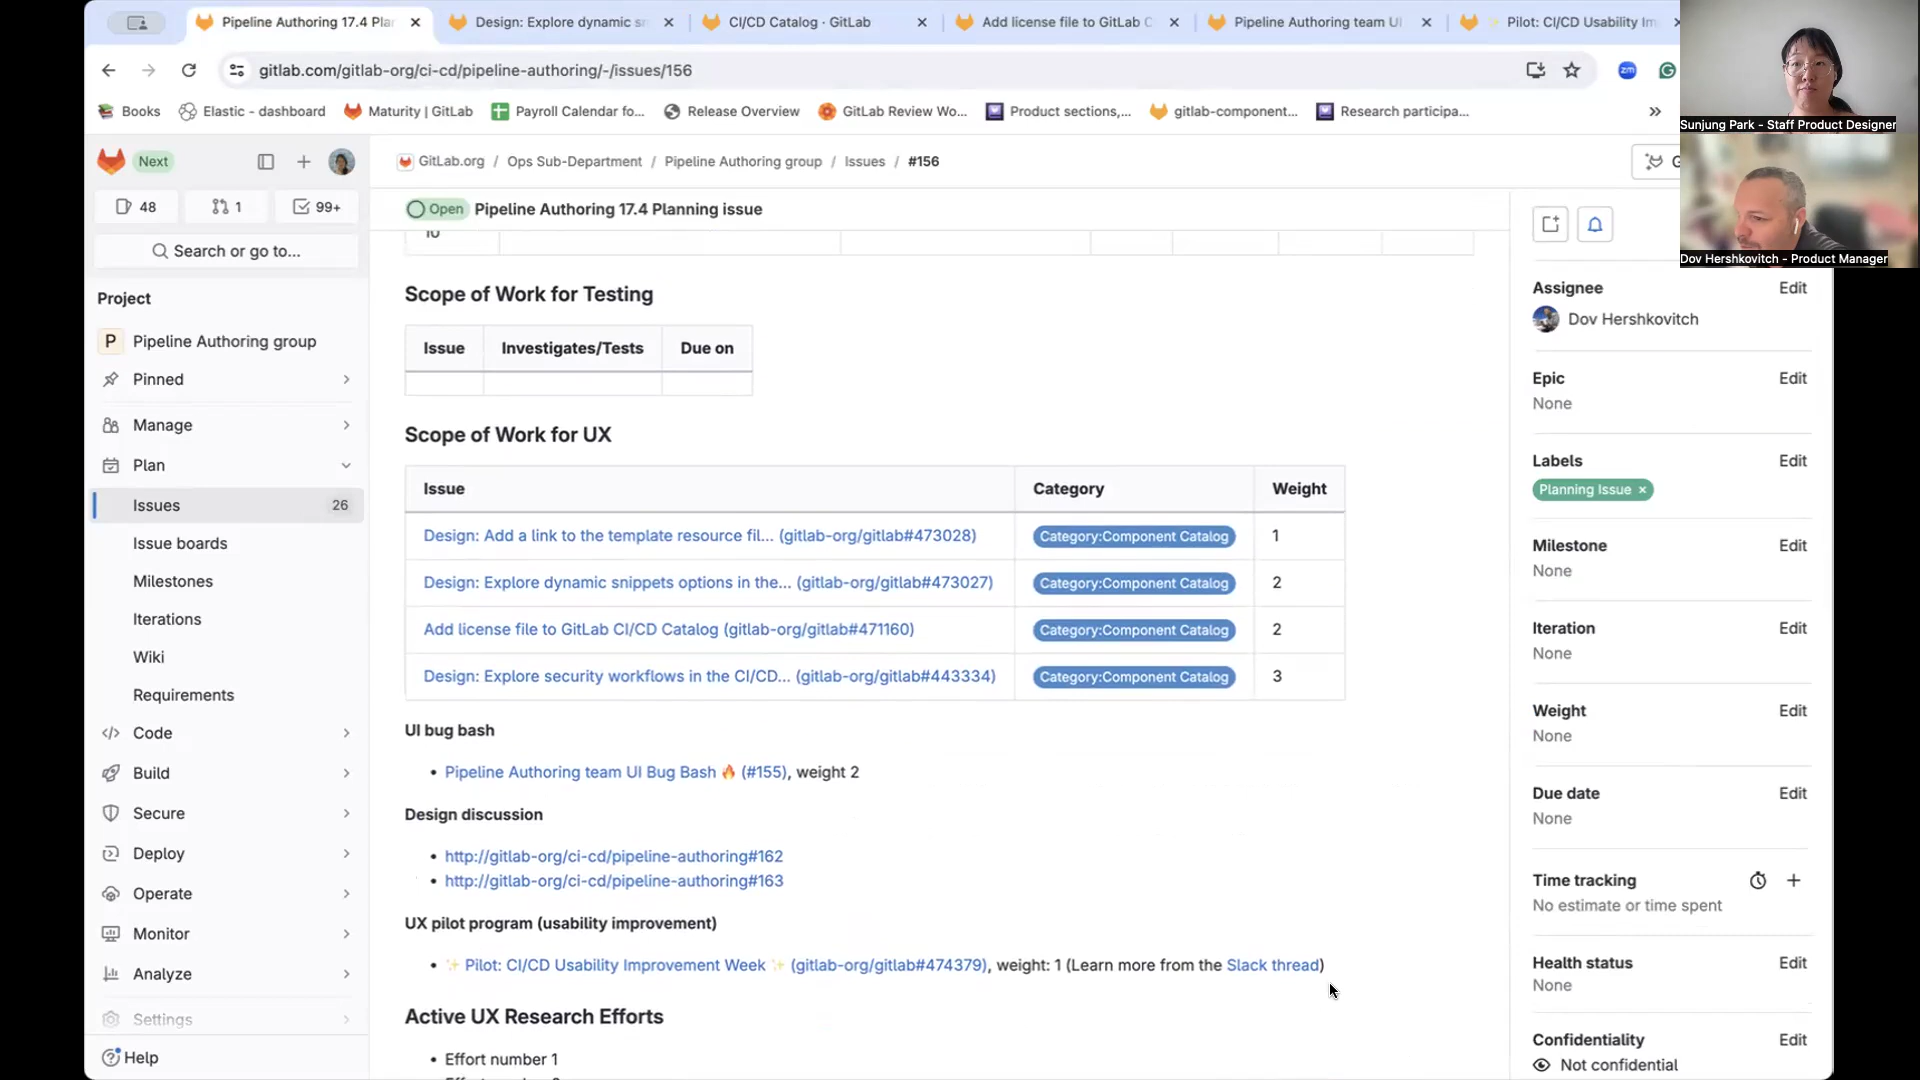 Pipeline Authoring 17.4 Plan
Design: Explore dynamic sn
CI/CD Catalog · GitLab
Add license file to GitLab C
Pipeline Authoring team UI
Pilot: CI/CD Usability Im
gitlab.com/gitlab-org/ci-cd/pipeline-authoring/-/issues/156
zm
Books
Elastic - dashboard
Maturity | GitLab
Payroll Calendar fo...
Release Overview
GitLab Review Wo...
Product sections,...
gitlab-component...
Research participa...
Sunjung Park - Staff Product Designer
Dov Hershkovitch - Product Manager
Next
48
1
99+
Search or go to...
Project
P Pipeline Authoring group
Pinned
Manage
Plan
Issues 26
Issue boards
Milestones
Iterations
Wiki
Requirements
Code
Build
Secure
Deploy
Operate
Monitor
Analyze
Settings
Help
GitLab.org / Ops Sub-Department / Pipeline Authoring group / Issues / #156
Open Pipeline Authoring 17.4 Planning issue
10
Scope of Work for Testing
Issue Investigates/Tests Due on
Scope of Work for UX
Issue Category Weight
Design: Add a link to the template resource fil... (gitlab-org/gitlab#473028) Category:Component Catalog 1
Design: Explore dynamic snippets options in the... (gitlab-org/gitlab#473027) Category:Component Catalog 2
Add license file to GitLab CI/CD Catalog (gitlab-org/gitlab#471160) Category:Component Catalog 2
Design: Explore security workflows in the CI/CD... (gitlab-org/gitlab#443334) Category:Component Catalog 3
UI bug bash
• Pipeline Authoring team UI Bug Bash 🔥 (#155), weight 2
Design discussion
• http://gitlab-org/ci-cd/pipeline-authoring#162
• http://gitlab-org/ci-cd/pipeline-authoring#163
UX pilot program (usability improvement)
• ✨ Pilot: CI/CD Usability Improvement Week ✨ (gitlab-org/gitlab#474379), weight: 1 (Learn more from the Slack thread)
Active UX Research Efforts
• Effort number 1
Assignee Edit
Dov Hershkovitch
Epic Edit
None
Labels Edit
Planning Issue ×
Milestone Edit
None
Iteration Edit
None
Weight Edit
None
Due date Edit
None
Time tracking
No estimate or time spent
Health status Edit
None
Confidentiality Edit
Not confidential